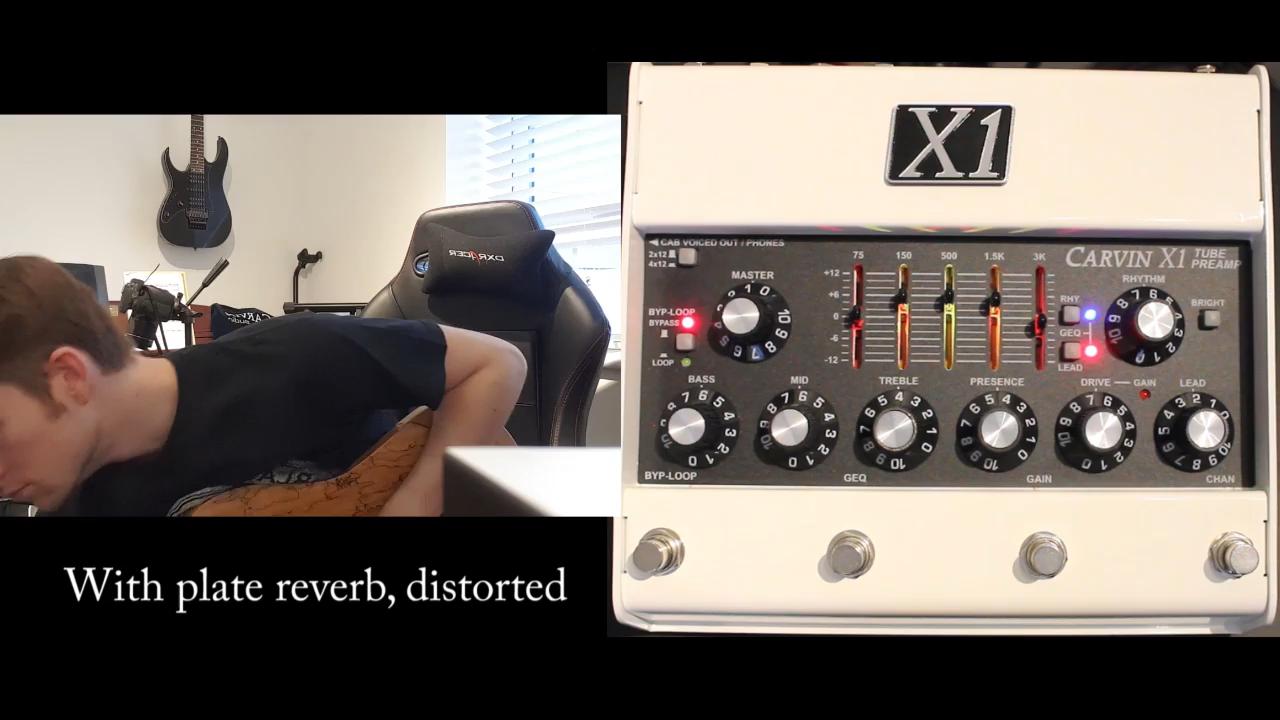 X1
◄ CAB VOICED OUT / PHONES
2x12
4x12
MASTER
75 150 500 1.5K 3K
+12
+6
0
-6
-12
CARVIN X1 TUBE PREAMP
RHYTHM
BRIGHT
RHY
GEQ
LEAD
BYP-LOOP
BYPASS
LOOP
BASS MID TREBLE PRESENCE DRIVE — GAIN LEAD
BYP-LOOP GEQ GAIN CHAN
DXRACER
With plate reverb, distorted